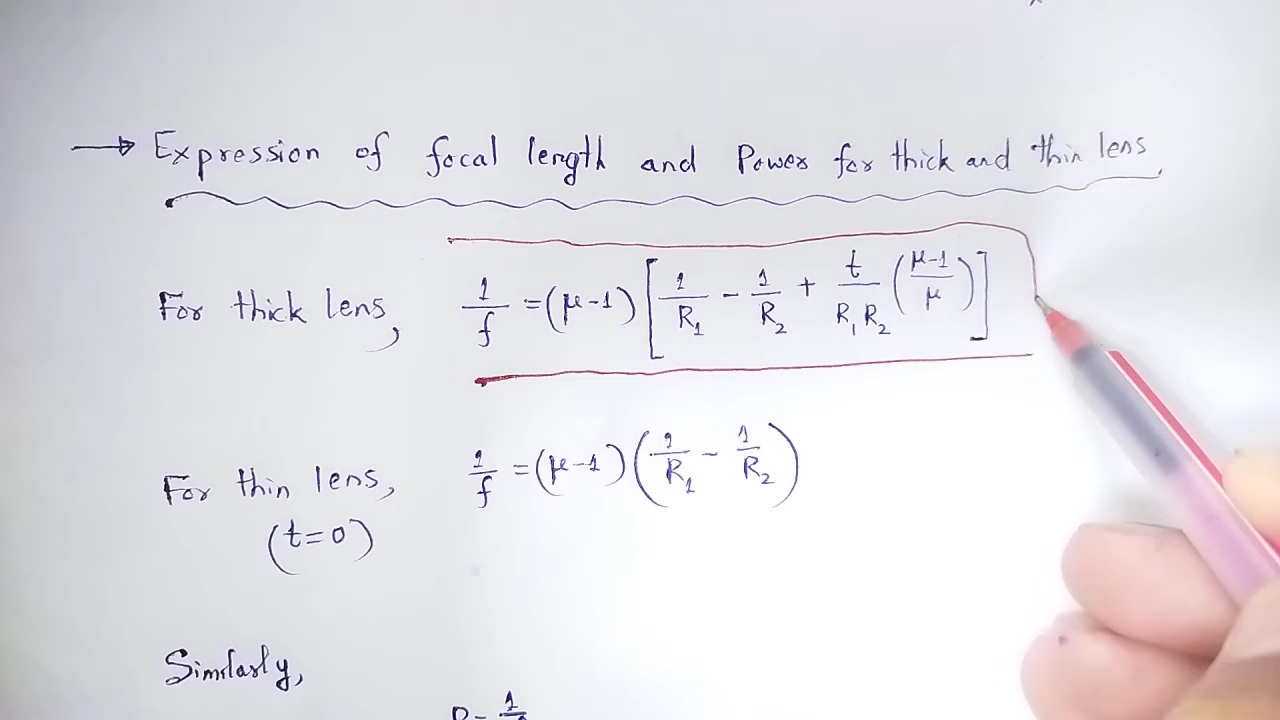 → Expression of focal length and Power for thick and thin lens
For thick lens, 1/f = (μ-1) [1/R₁ - 1/R₂ + t/R₁R₂ (μ-1/μ)]
For thin lens, 1/f = (μ-1) (1/R₁ - 1/R₂)
(t=0)
Similarly,
P = 1/